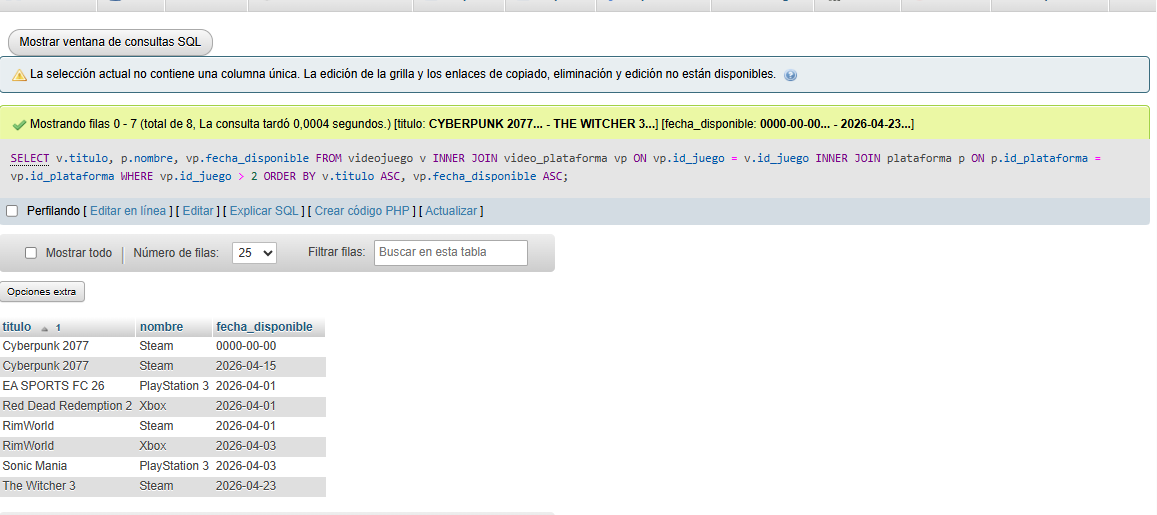 Mostrar ventana de consultas SQL
La selección actual no contiene una columna única. La edición de la grilla y los enlaces de copiado, eliminación y edición no están disponibles.
Mostrando filas 0 - 7 (total de 8, La consulta tardó 0,0004 segundos.) [titulo: CYBERPUNK 2077... - THE WITCHER 3...] [fecha_disponible: 0000-00-00... - 2026-04-23...]
SELECT v.titulo, p.nombre, vp.fecha_disponible FROM videojuego v INNER JOIN video_plataforma vp ON vp.id_juego = v.id_juego INNER JOIN plataforma p ON p.id_plataforma =
vp.id_plataforma WHERE vp.id_juego > 2 ORDER BY v.titulo ASC, vp.fecha_disponible ASC;
Perfilando [ Editar en línea ] [ Editar ] [ Explicar SQL ] [ Crear código PHP ] [ Actualizar ]
Mostrar todo | Número de filas: 25 Filtrar filas: Buscar en esta tabla
Opciones extra
titulo 1 nombre fecha_disponible
Cyberpunk 2077 Steam 0000-00-00
Cyberpunk 2077 Steam 2026-04-15
EA SPORTS FC 26 PlayStation 3 2026-04-01
Red Dead Redemption 2 Xbox 2026-04-01
RimWorld Steam 2026-04-01
RimWorld Xbox 2026-04-03
Sonic Mania PlayStation 3 2026-04-03
The Witcher 3 Steam 2026-04-23